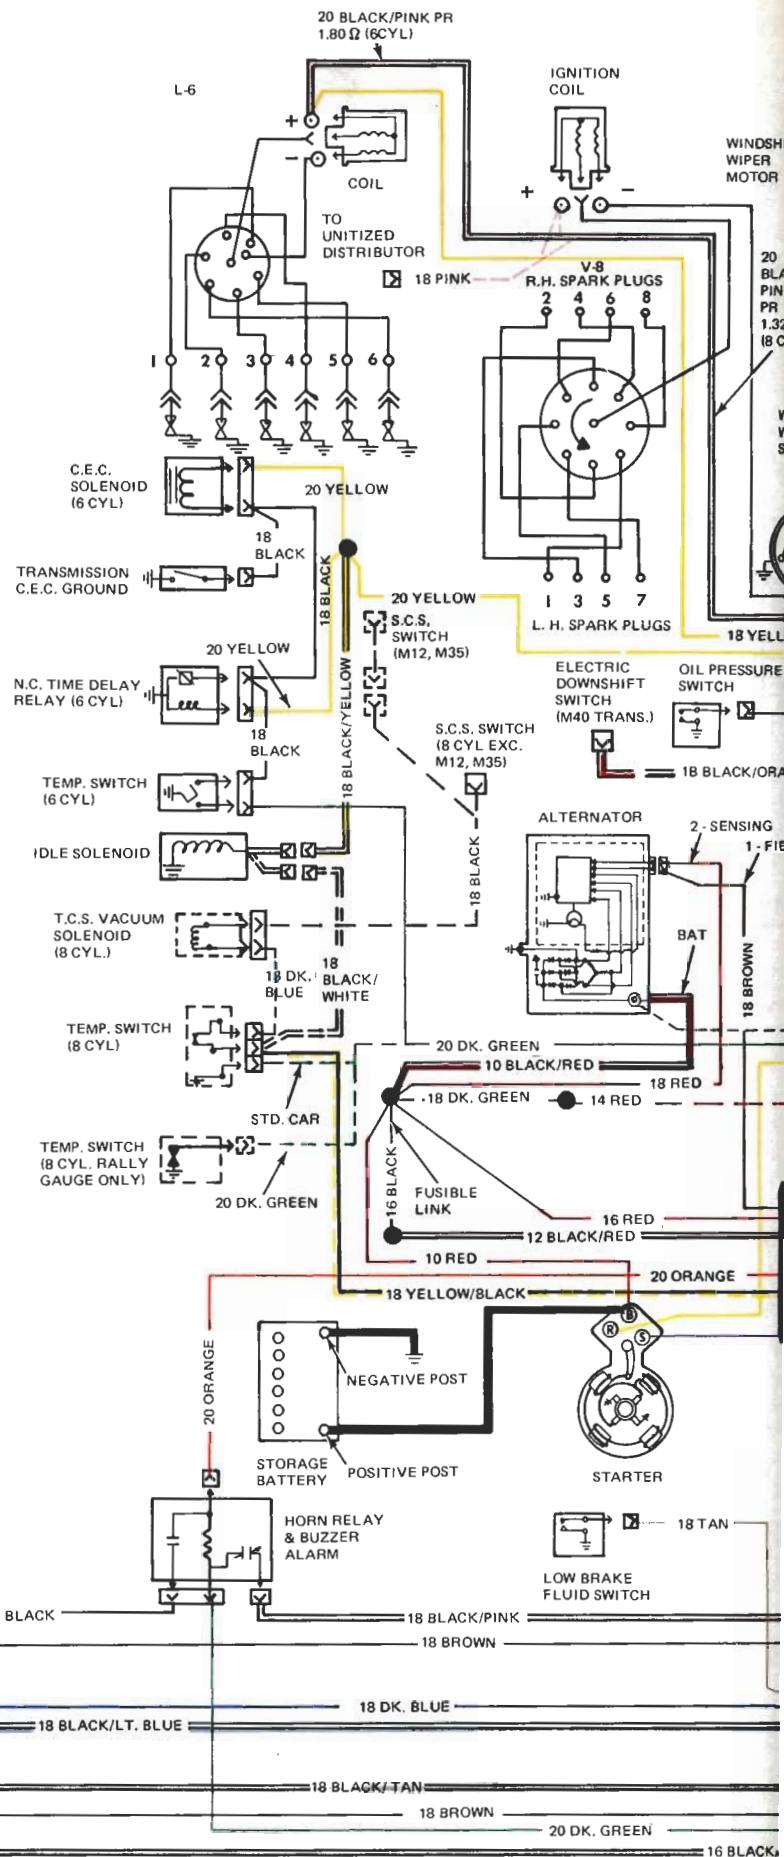 20 BLACK/PINK PR
1.80 Ω (6CYL)
L-6
IGNITION
COIL
+
−
COIL
WIPER
MOTOR
+
−
TO
UNITIZED
DISTRIBUTOR
18 PINK
V-8
R.H. SPARK PLUGS
2 4 6 8
20
PR
1 2 3 4 5 6
C.E.C.
SOLENOID
(6 CYL)
20 YELLOW
18
BLACK
TRANSMISSION
C.E.C. GROUND
18 BLACK
20 YELLOW
S.C.S.
SWITCH
(M12, M35)
1 3 5 7
L. H. SPARK PLUGS
18 YELL
20 YELLOW
N.C. TIME DELAY
RELAY (6 CYL)
18
BLACK
18 BLACK/YELLOW
ELECTRIC
DOWNSHIFT
SWITCH
(M40 TRANS.)
OIL PRESSURE
SWITCH
S.C.S. SWITCH
(8 CYL EXC.
M12, M35)
18 BLACK/ORA
TEMP. SWITCH
(6 CYL)
ALTERNATOR
2 - SENSING
1 - FIE
IDLE SOLENOID
18 BLACK
T.C.S. VACUUM
SOLENOID
(8 CYL.)
BAT
18 BROWN
18 DK.
BLUE
18
BLACK/
WHITE
TEMP. SWITCH
(8 CYL)
20 DK. GREEN
10 BLACK/RED
18 RED
18 DK. GREEN
14 RED
STD. CAR
TEMP. SWITCH
(8 CYL. RALLY
GAUGE ONLY)
20 DK. GREEN
16 BLACK
FUSIBLE
LINK
16 RED
12 BLACK/RED
10 RED
20 ORANGE
18 YELLOW/BLACK
B
R
S
20 ORANGE
NEGATIVE POST
STORAGE
BATTERY
POSITIVE POST
STARTER
HORN RELAY
& BUZZER
ALARM
18 TAN
LOW BRAKE
FLUID SWITCH
BLACK
18 BLACK/PINK
18 BROWN
18 DK. BLUE
18 BLACK/LT. BLUE
18 BLACK/TAN
18 BROWN
20 DK. GREEN
16 BLACK